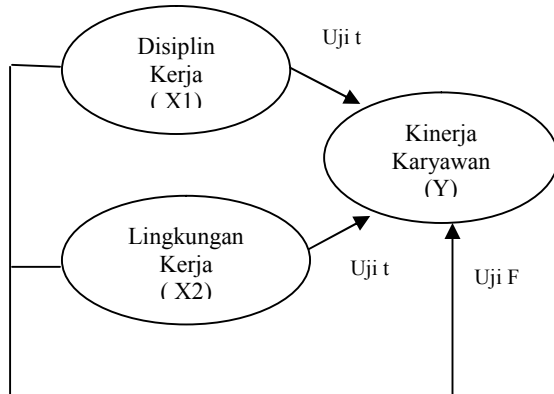 Disiplin
Kerja
( X1)
Uji t
Kinerja
Karyawan
(Y)
Lingkungan
Kerja
( X2)
Uji t
Uji F